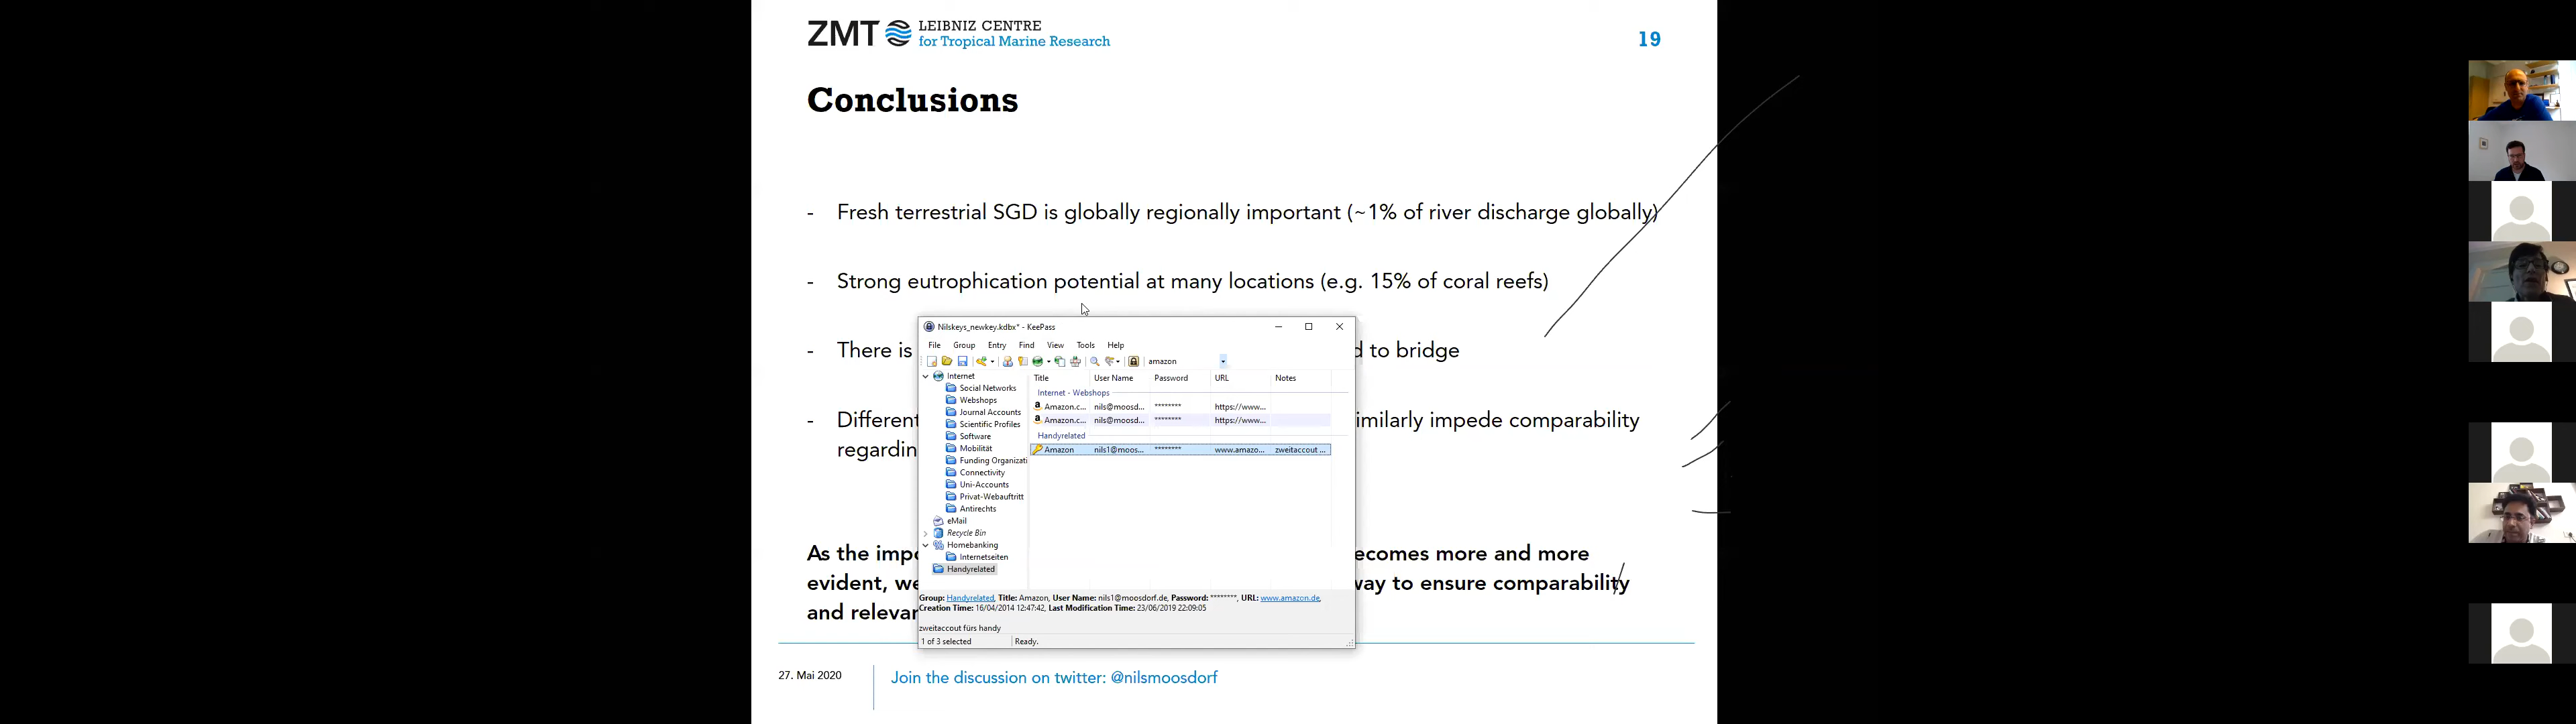 ZMT LEIBNIZ CENTRE
for Tropical Marine Research
19
Conclusions
- Fresh terrestrial SGD is globally regionally important (~1% of river discharge globally)
- Strong eutrophication potential at many locations (e.g. 15% of coral reefs)
- There is
d to bridge
- Different
imilarly impede comparability
regardin
As the impo
ecomes more and more
evident, we
way to ensure comparability
and relevan
Nilskeys_newkey.kdbx* - KeePass
File Group Entry Find View Tools Help
amazon
Internet
Social Networks
Webshops
Journal Accounts
Scientific Profiles
Software
Mobilität
Funding Organizati
Connectivity
Uni-Accounts
Privat-Webauftritt
Antirechts
eMail
Recycle Bin
Homebanking
Internetseiten
Handyrelated
Title User Name Password URL Notes
Internet - Webshops
Amazon.c... nils@moosd... ******** https://www...
Amazon.c... nils@moosd... ******** https://www...
Handyrelated
Amazon nils1@moos... ******** www.amazo... zweitaccout ...
Group: Handyrelated, Title: Amazon, User Name: nils1@moosdorf.de, Password: ********, URL: www.amazon.de,
Creation Time: 16/04/2014 12:47:42, Last Modification Time: 23/06/2019 22:09:05
zweitaccout fürs handy
1 of 3 selected Ready.
27. Mai 2020
Join the discussion on twitter: @nilsmoosdorf